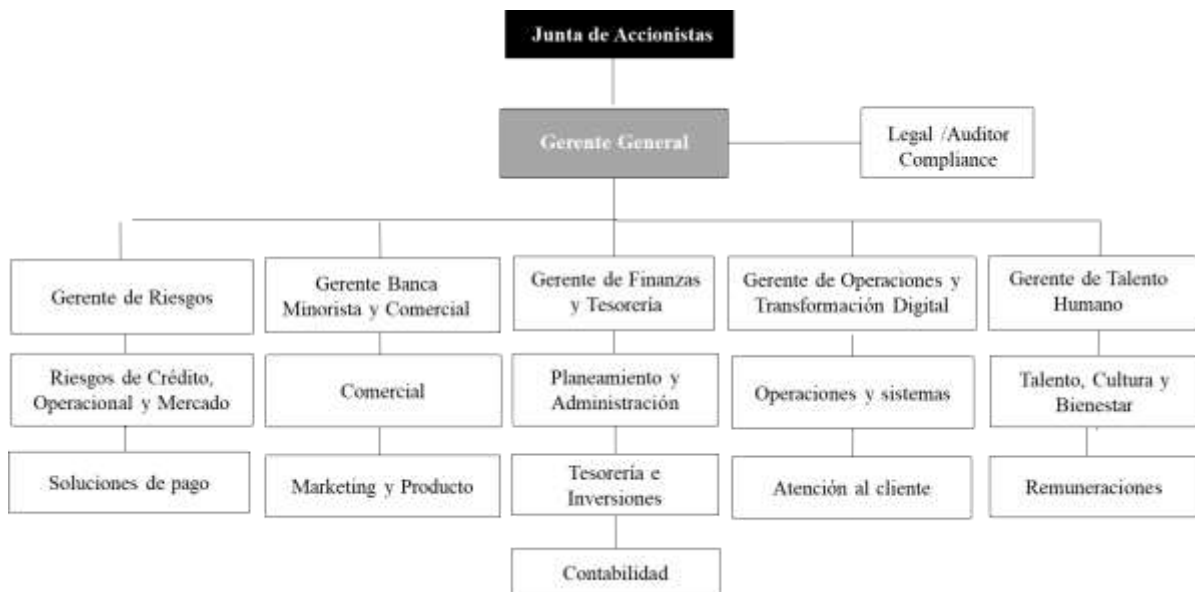 Junta de Accionistas
Gerente General
Legal /Auditor
Compliance
Gerente de Riesgos
Gerente Banca
Minorista y Comercial
Gerente de Finanzas
y Tesorería
Gerente de Operaciones y
Transformación Digital
Gerente de Talento
Humano
Riesgos de Crédito,
Operacional y Mercado
Comercial
Planeamiento y
Administración
Operaciones y sistemas
Talento, Cultura y
Bienestar
Soluciones de pago
Marketing y Producto
Tesorería e
Inversiones
Atención al cliente
Remuneraciones
Contabilidad